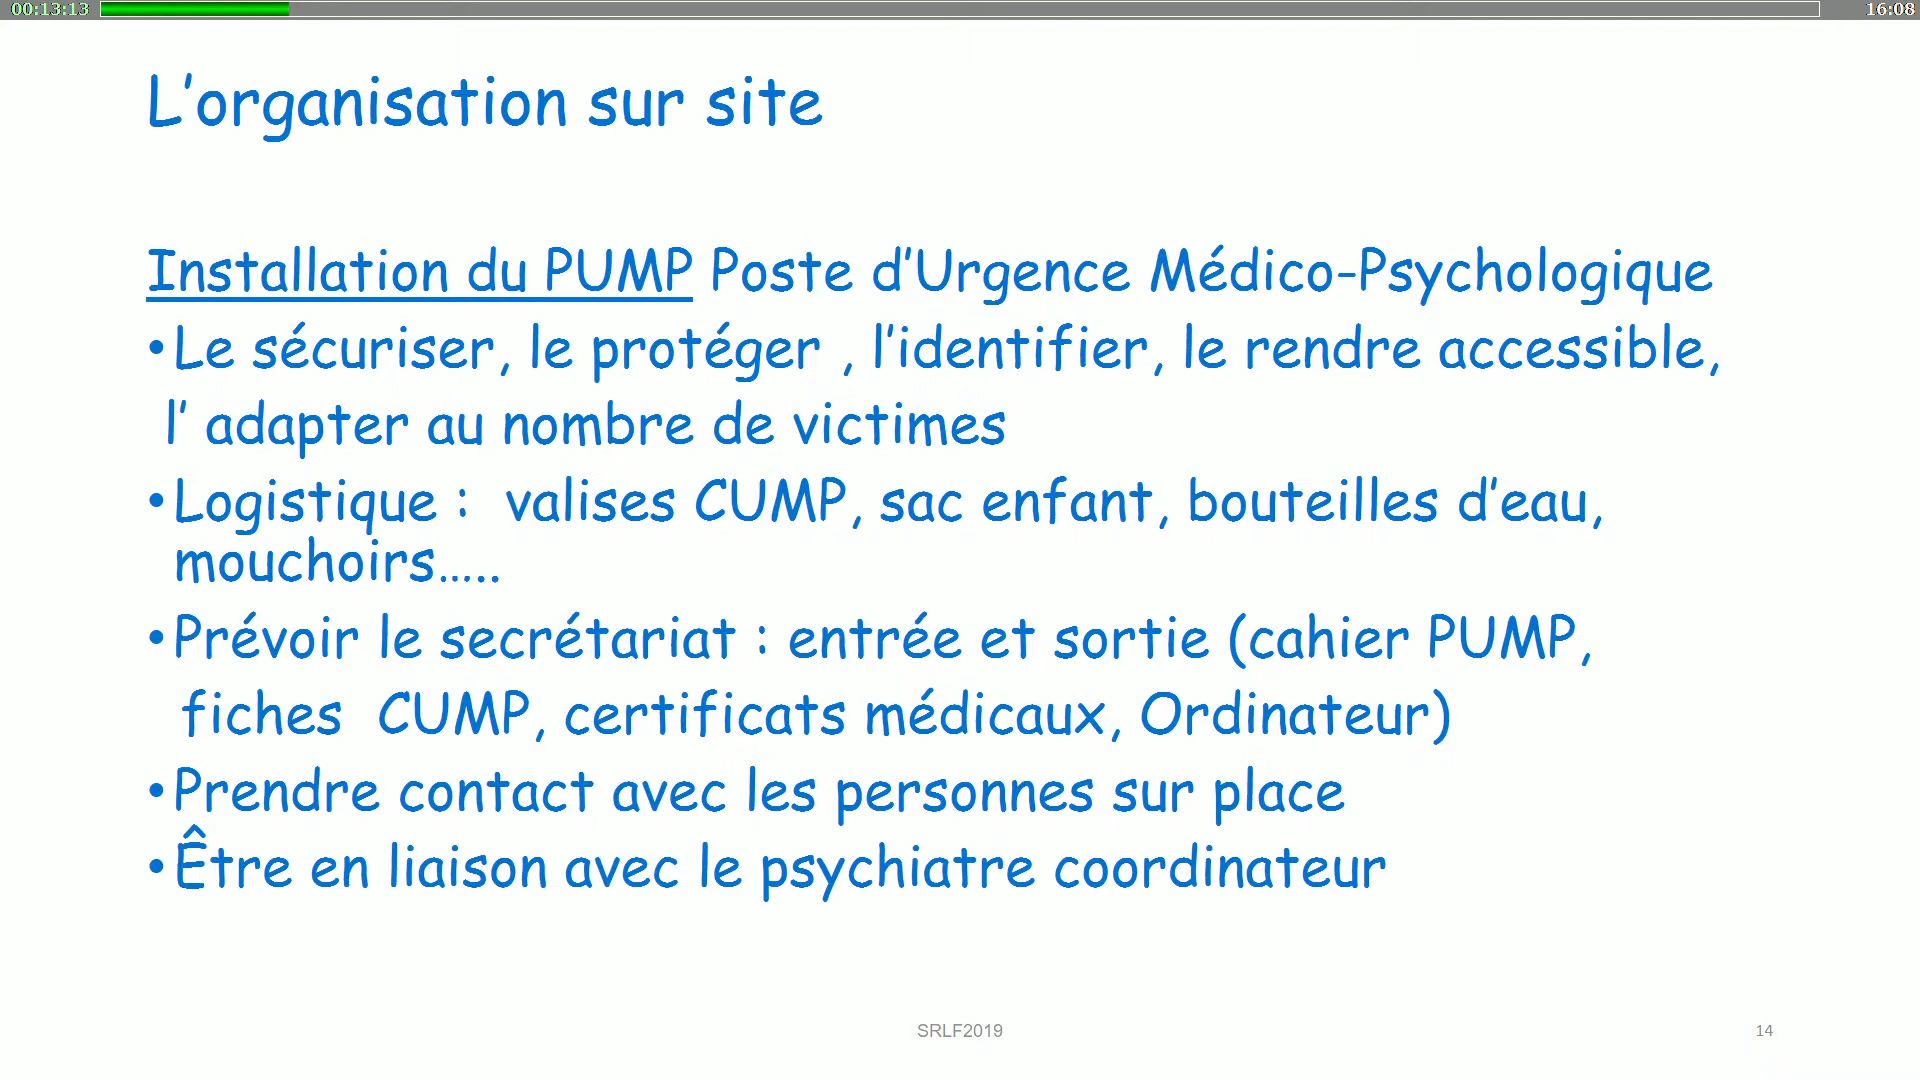 00:13:13
16:08
L’organisation sur site
Installation du PUMP Poste d’Urgence Médico-Psychologique
•Le sécuriser, le protéger , l’identifier, le rendre accessible,
l’ adapter au nombre de victimes
•Logistique : valises CUMP, sac enfant, bouteilles d’eau,
mouchoirs…..
•Prévoir le secrétariat : entrée et sortie (cahier PUMP,
fiches CUMP, certificats médicaux, Ordinateur)
•Prendre contact avec les personnes sur place
•Être en liaison avec le psychiatre coordinateur
SRLF2019
14